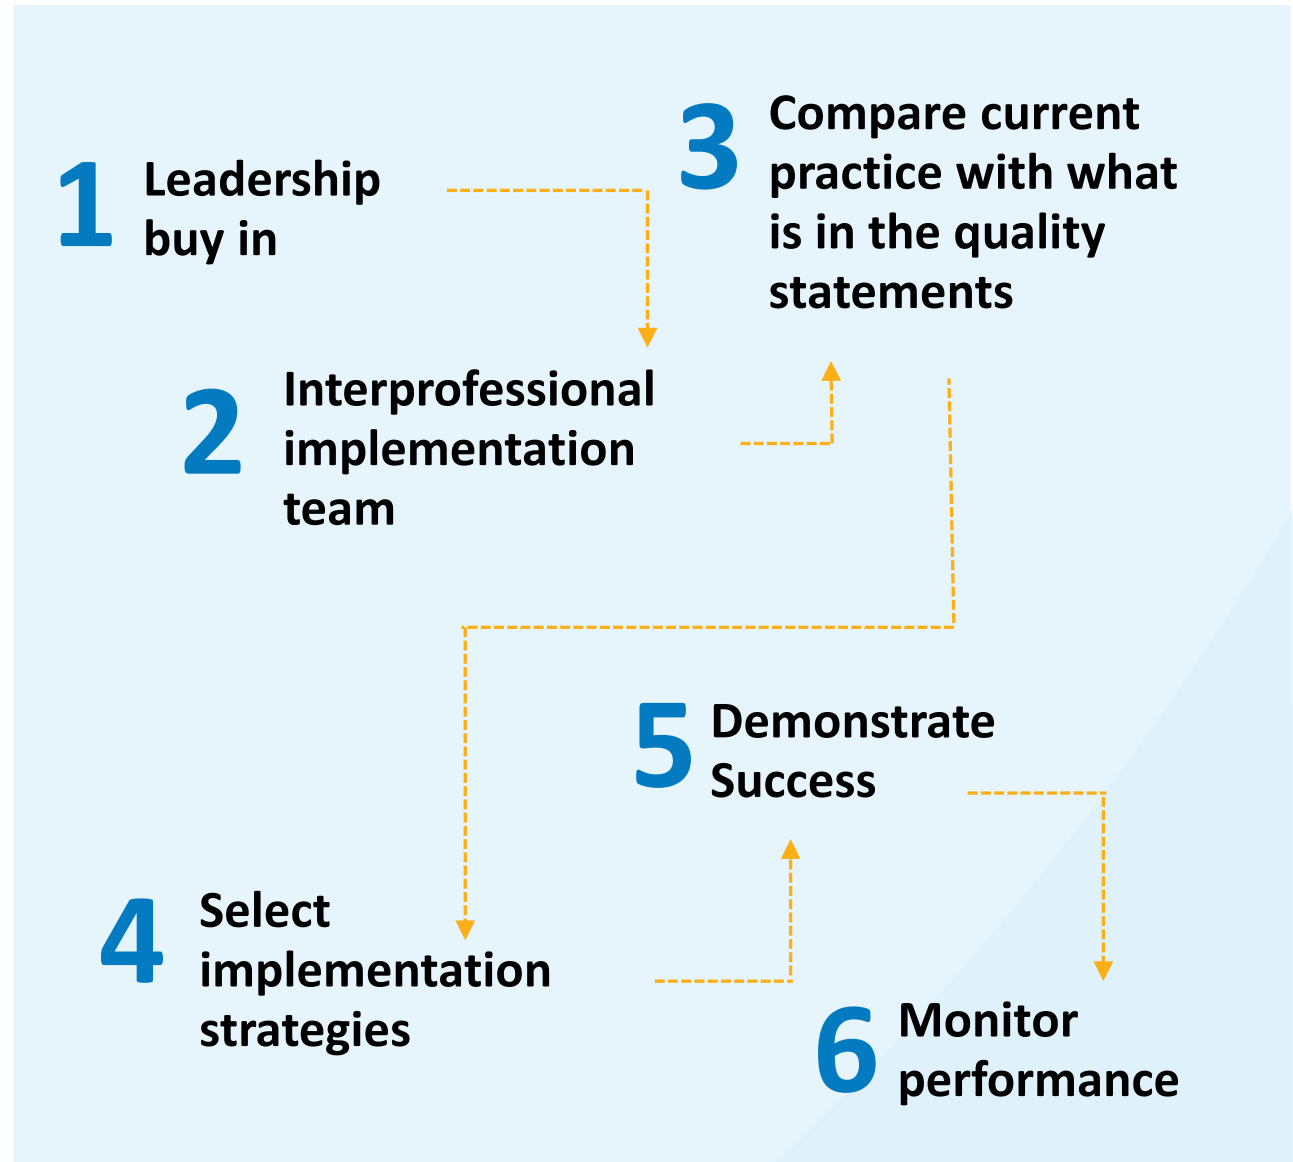 1 Leadership
buy in
2 Interprofessional
implementation
team
3 Compare current
practice with what
is in the quality
statements
4 Select
implementation
strategies
5 Demonstrate
Success
6 Monitor
performance